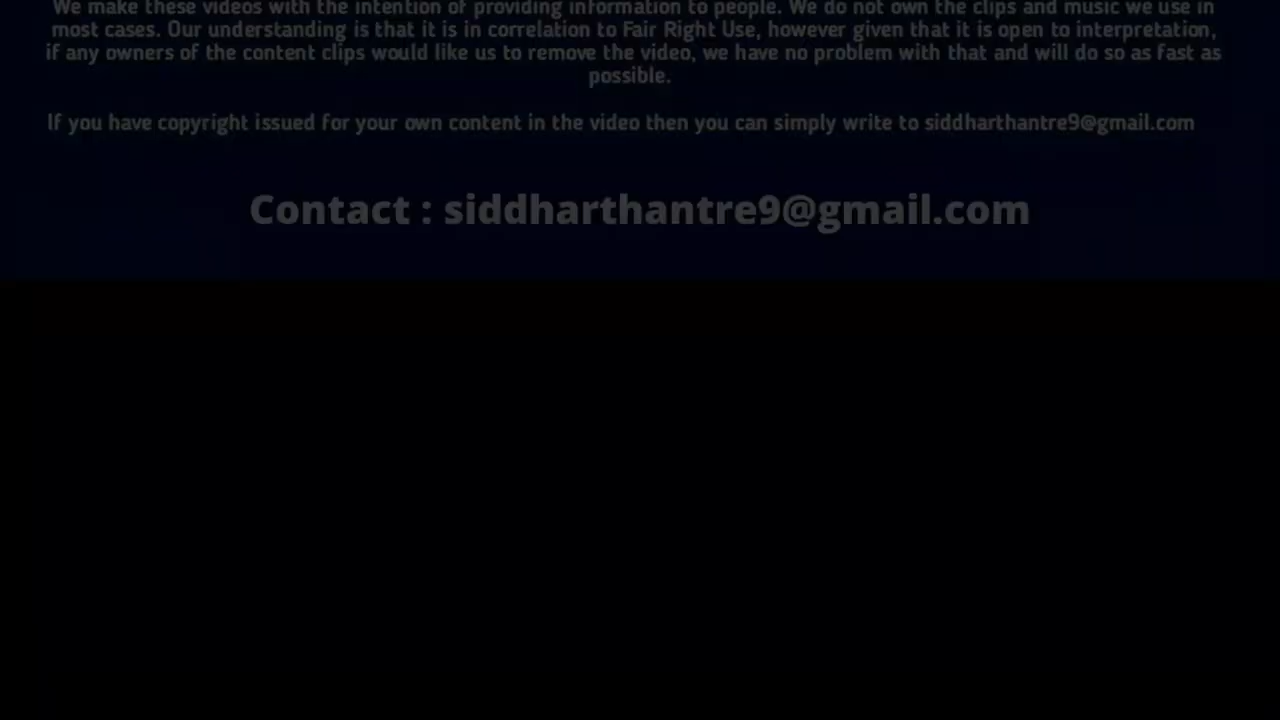 We make these videos with the intention of providing information to people. We do not own the clips and music we use in
most cases. Our understanding is that it is in correlation to Fair Right Use, however given that it is open to interpretation,
if any owners of the content clips would like us to remove the video, we have no problem with that and will do so as fast as
possible.
If you have copyright issued for your own content in the video then you can simply write to siddharthantre9@gmail.com
Contact : siddharthantre9@gmail.com